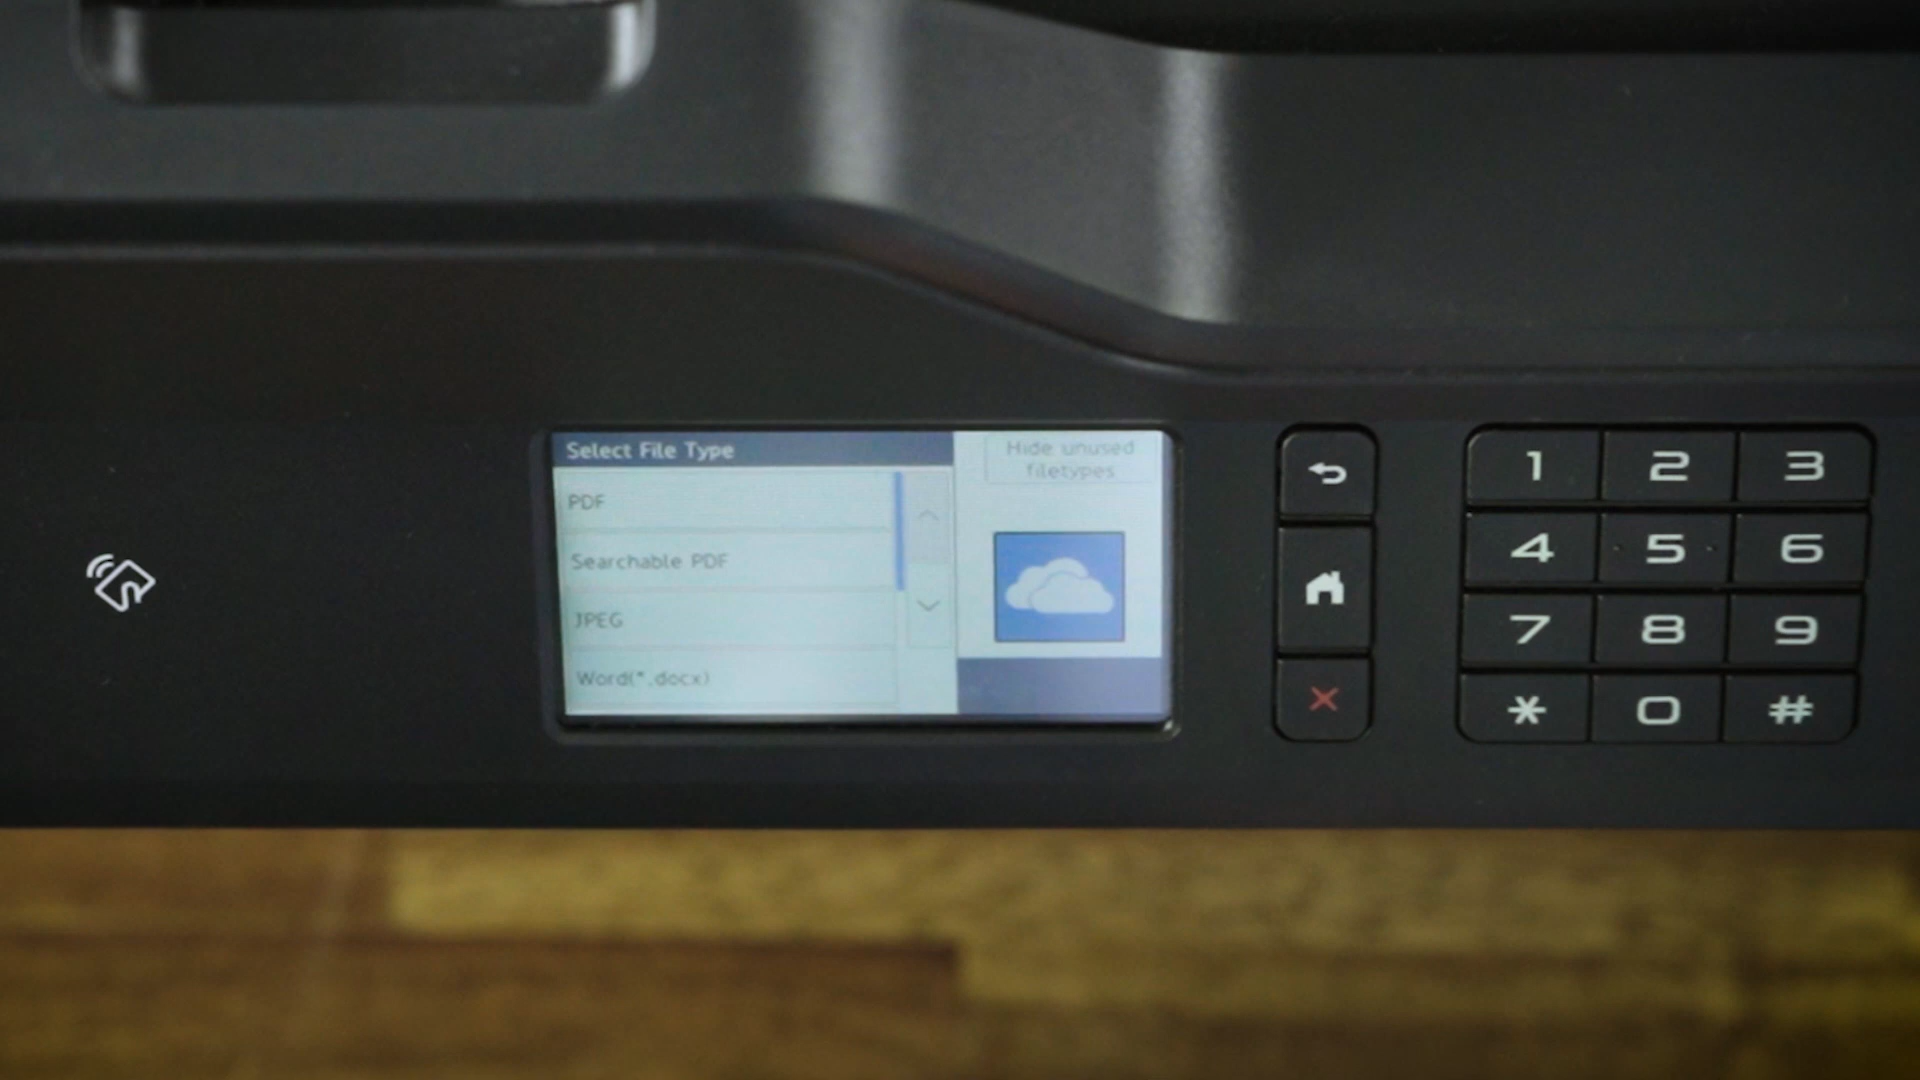 Select File Type
Hide unused
filetypes
PDF
Searchable PDF
JPEG
Word(*.docx)
1 2 3
4 5 6
7 8 9
* 0 #